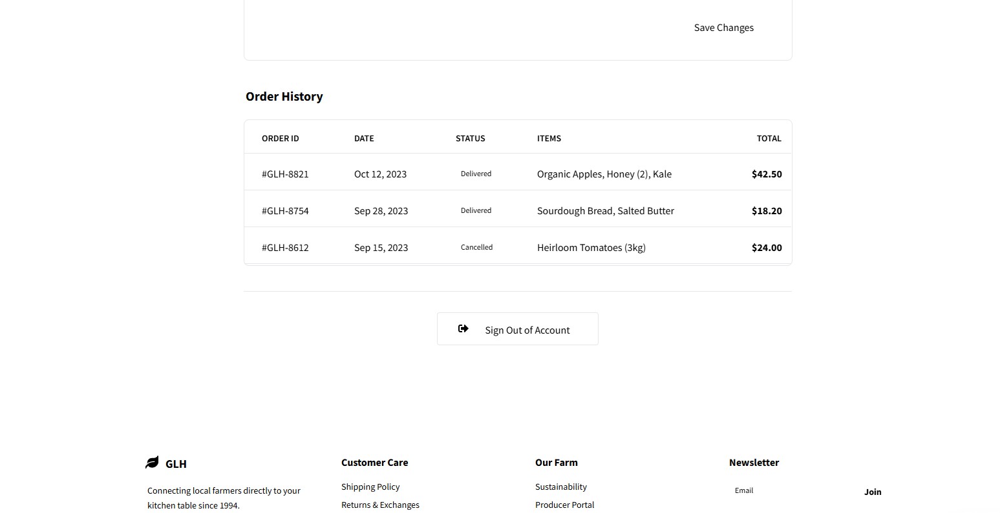 Save Changes
Order History
ORDER ID DATE STATUS ITEMS TOTAL
#GLH-8821 Oct 12, 2023 Delivered Organic Apples, Honey (2), Kale $42.50
#GLH-8754 Sep 28, 2023 Delivered Sourdough Bread, Salted Butter $18.20
#GLH-8612 Sep 15, 2023 Cancelled Heirloom Tomatoes (3kg) $24.00
Sign Out of Account
GLH
Connecting local farmers directly to your
kitchen table since 1994.
Customer Care
Shipping Policy
Returns & Exchanges
Our Farm
Sustainability
Producer Portal
Newsletter
Email Join